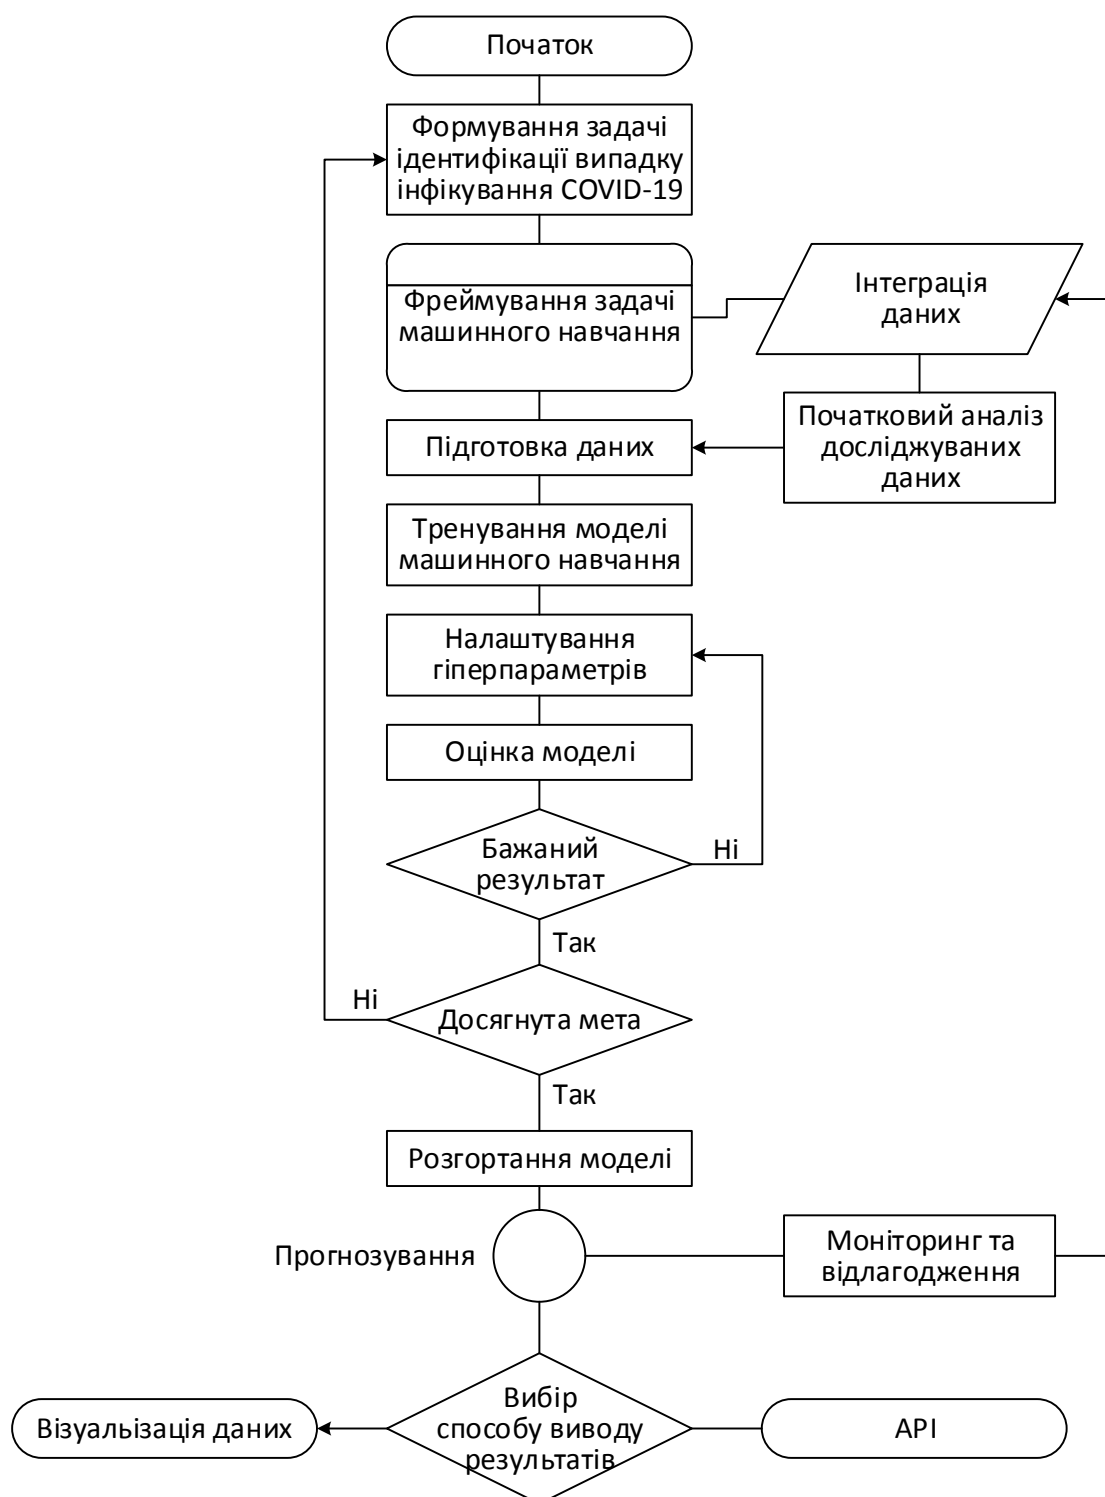 Початок
Формування задачі
ідентифікації випадку
інфікування COVID-19
Фреймування задачі
машинного навчання
Інтеграція
даних
Початковий аналіз
досліджуваних
даних
Підготовка даних
Тренування моделі
машинного навчання
Налаштування
гіперпараметрів
Оцінка моделі
Бажаний
результат
Ні
Так
Ні
Досягнута мета
Так
Розгортання моделі
Прогнозування
Моніторинг та
відлагодження
Візуальізація даних
Вибір
способу виводу
результатів
API